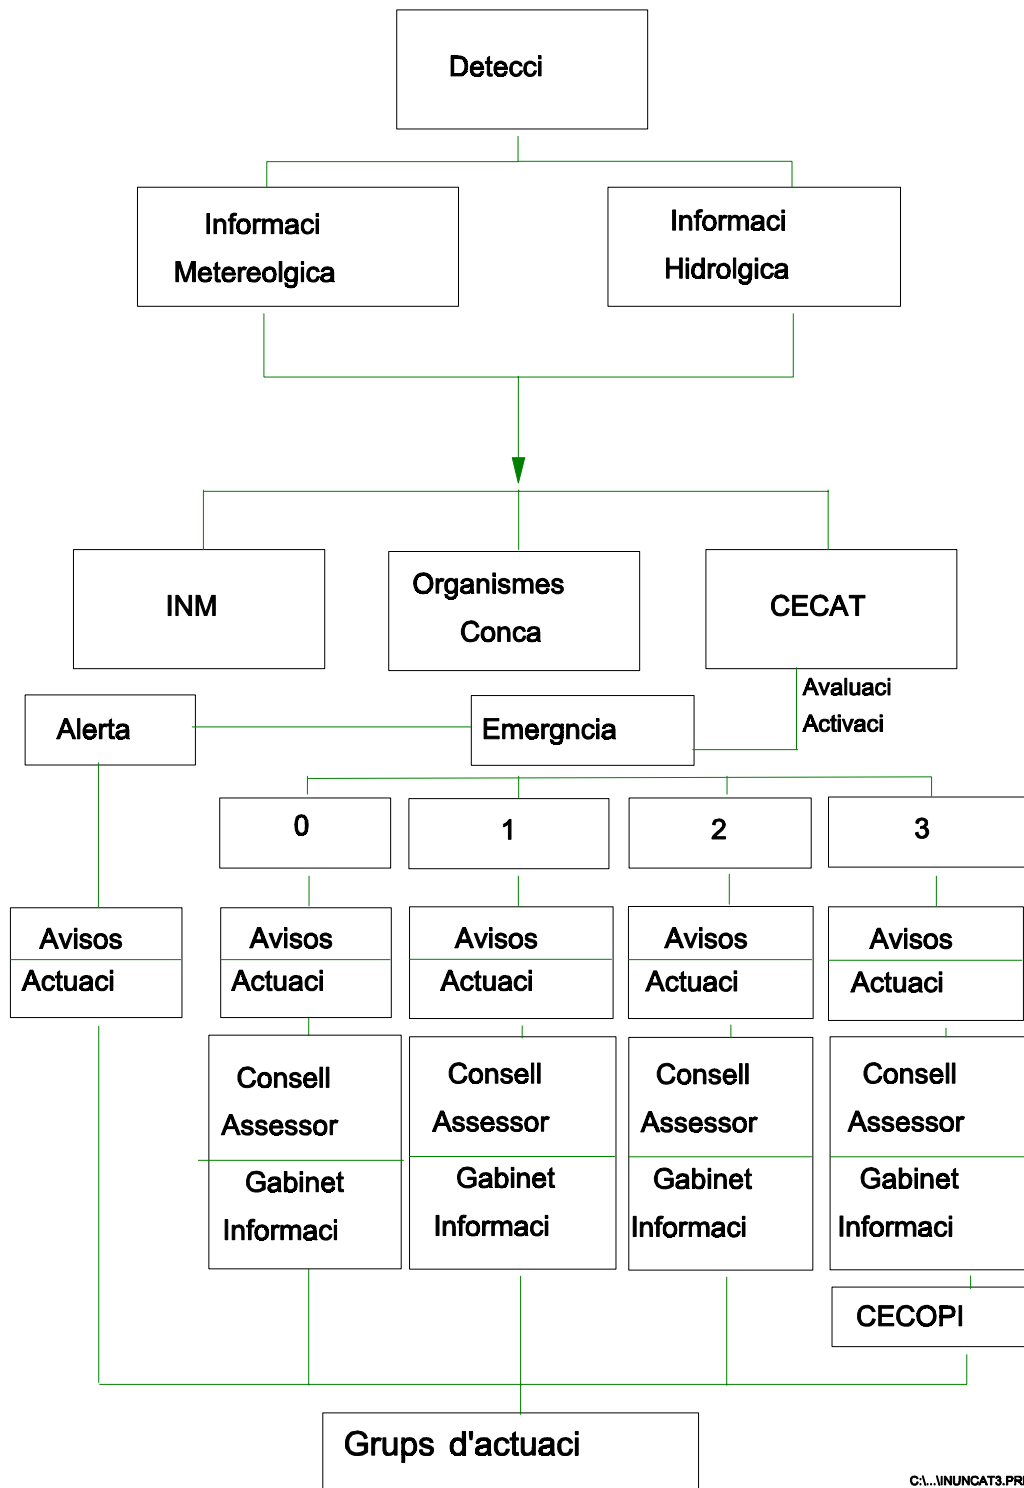 Detecci
Informaci
Metereolgica
Informaci
Hidrolgica
INM
Organismes
Conca
CECAT
Avaluaci
Activaci
Alerta
Emergncia
0
1
2
3
Avisos
Actuaci
Avisos
Actuaci
Avisos
Actuaci
Avisos
Actuaci
Avisos
Actuaci
Consell
Assessor
Gabinet
Informaci
Consell
Assessor
Gabinet
Informaci
Consell
Assessor
Gabinet
Informaci
Consell
Assessor
Gabinet
Informaci
CECOPI
Grups d'actuaci
C:\...\INUNCAT3.PR